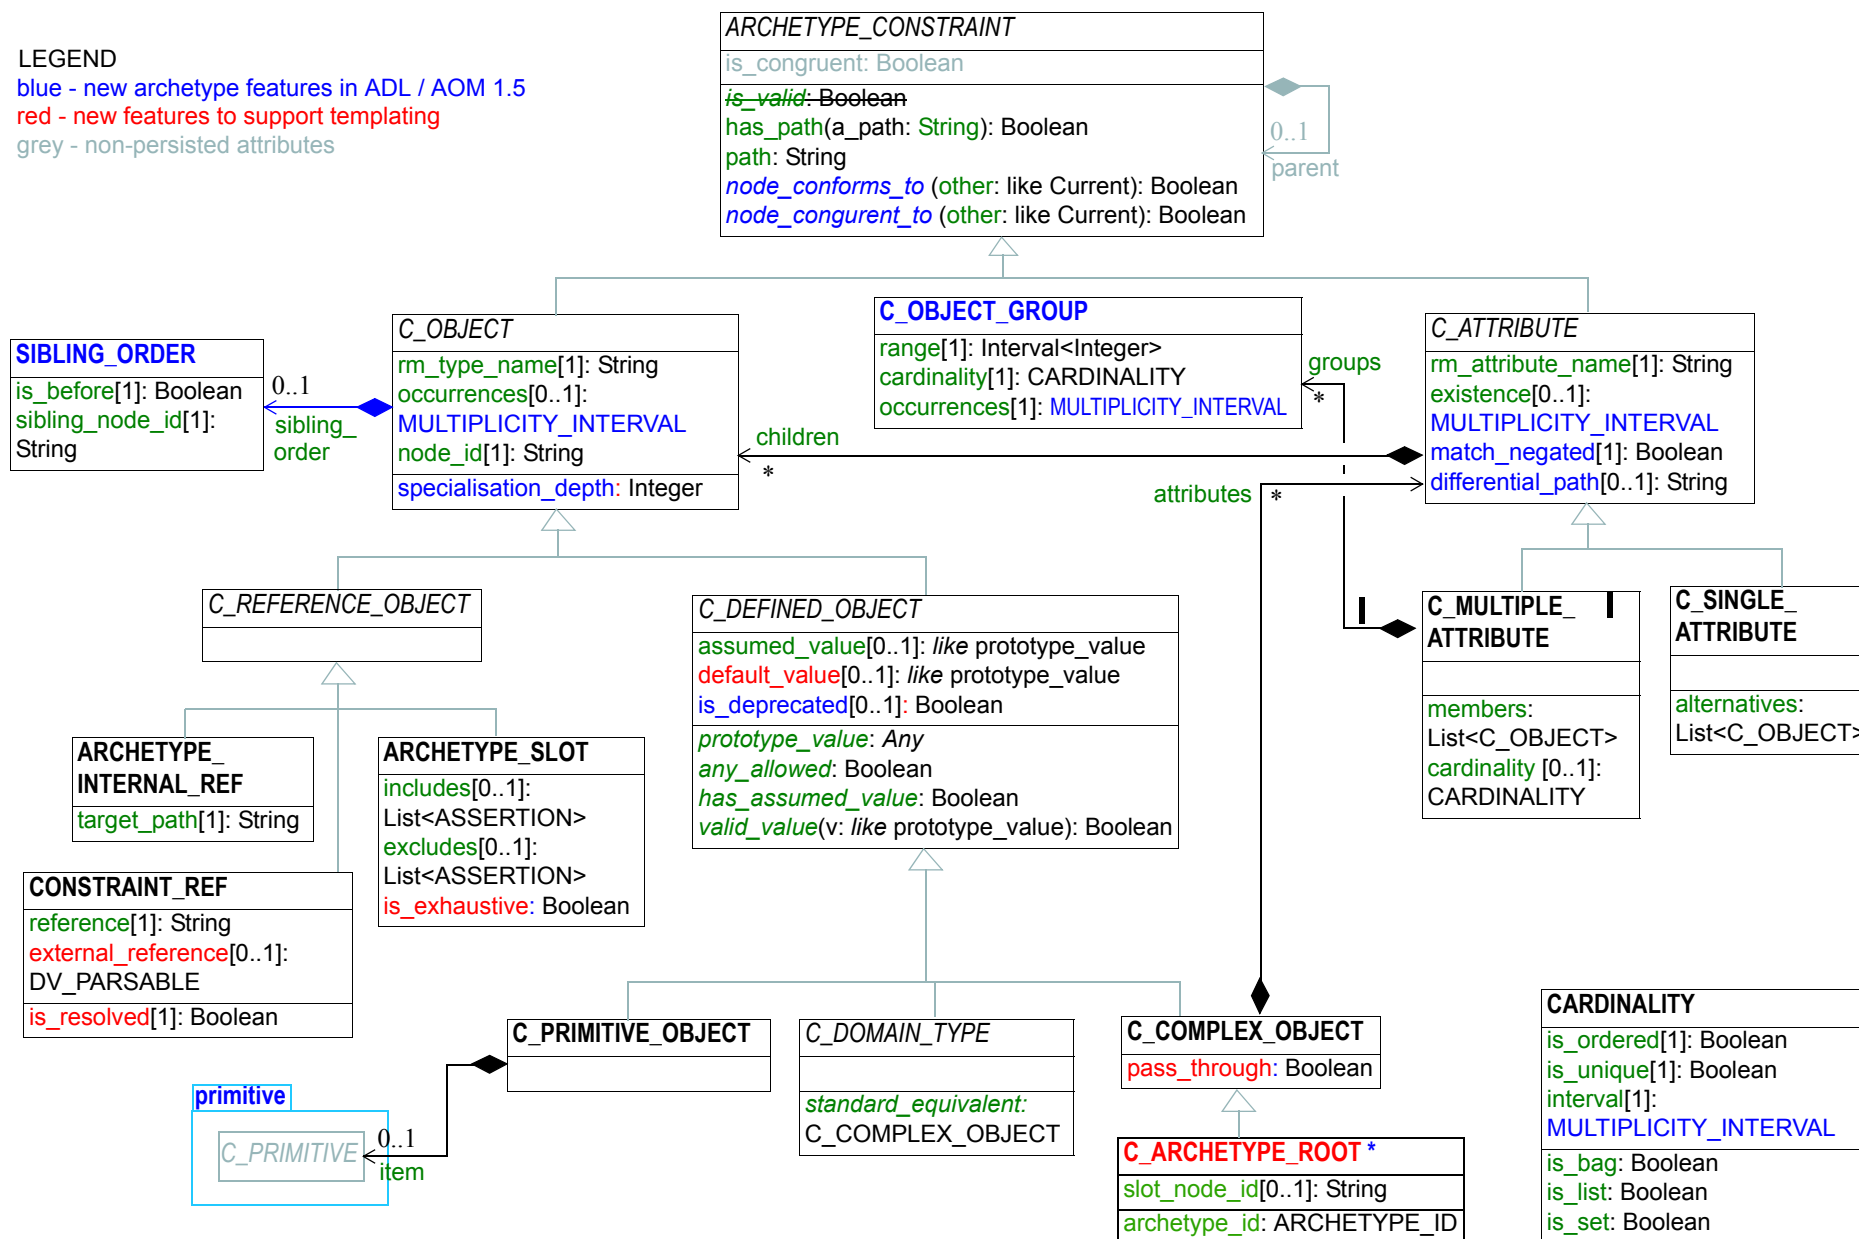 LEGEND
blue - new archetype features in ADL / AOM 1.5
red - new features to support templating
grey - non-persisted attributes
ARCHETYPE_CONSTRAINT
is_congruent: Boolean
is_valid: Boolean
has_path(a_path: String): Boolean
path: String
node_conforms_to (other: like Current): Boolean
node_congurent_to (other: like Current): Boolean
0..1
parent
SIBLING_ORDER
is_before[1]: Boolean
sibling_node_id[1]:
String
0..1
sibling_
order
C_OBJECT
rm_type_name[1]: String
occurrences[0..1]:
MULTIPLICITY_INTERVAL
node_id[1]: String
specialisation_depth: Integer
C_OBJECT_GROUP
range[1]: Interval<Integer>
cardinality[1]: CARDINALITY
occurrences[1]: MULTIPLICITY_INTERVAL
groups
*
children
*
attributes *
C_ATTRIBUTE
rm_attribute_name[1]: String
existence[0..1]:
MULTIPLICITY_INTERVAL
match_negated[1]: Boolean
differential_path[0..1]: String
C_REFERENCE_OBJECT
C_DEFINED_OBJECT
assumed_value[0..1]: like prototype_value
default_value[0..1]: like prototype_value
is_deprecated[0..1]: Boolean
prototype_value: Any
any_allowed: Boolean
has_assumed_value: Boolean
valid_value(v: like prototype_value): Boolean
C_MULTIPLE_
ATTRIBUTE
members:
List<C_OBJECT>
cardinality [0..1]:
CARDINALITY
C_SINGLE_
ATTRIBUTE
alternatives:
List<C_OBJECT>
ARCHETYPE_
INTERNAL_REF
target_path[1]: String
ARCHETYPE_SLOT
includes[0..1]:
List<ASSERTION>
excludes[0..1]:
List<ASSERTION>
is_exhaustive: Boolean
CONSTRAINT_REF
reference[1]: String
external_reference[0..1]:
DV_PARSABLE
is_resolved[1]: Boolean
C_PRIMITIVE_OBJECT
C_DOMAIN_TYPE
standard_equivalent:
C_COMPLEX_OBJECT
C_COMPLEX_OBJECT
pass_through: Boolean
primitive
C_PRIMITIVE
0..1
item
C_ARCHETYPE_ROOT *
slot_node_id[0..1]: String
archetype_id: ARCHETYPE_ID
CARDINALITY
is_ordered[1]: Boolean
is_unique[1]: Boolean
interval[1]:
MULTIPLICITY_INTERVAL
is_bag: Boolean
is_list: Boolean
is_set: Boolean